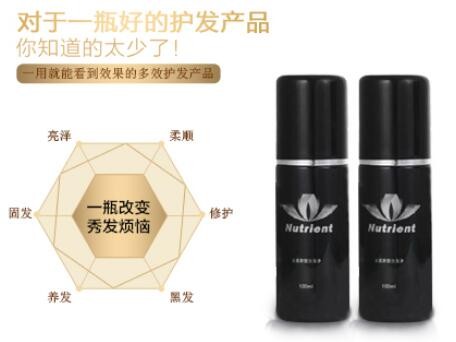 对于一瓶好的护发产品
你知道的太少了！
一用就能看到效果的多效护发产品
亮泽
柔顺
固发
一瓶改变
秀发烦恼
修护
养发
黑发
Nutrient
100ml
Nutrient
100ml